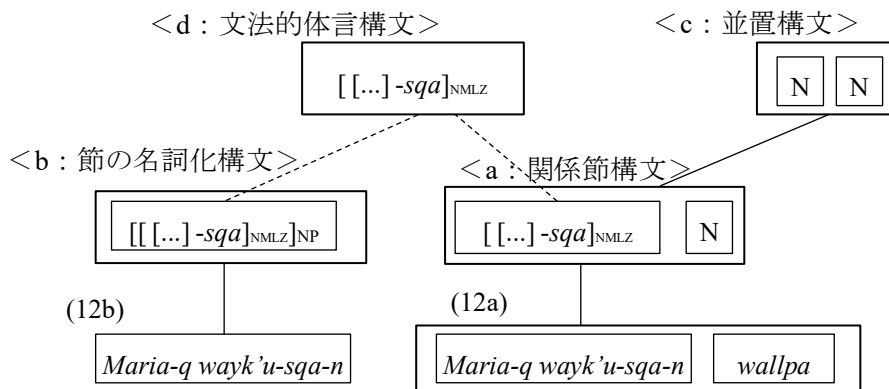 <d：文法的体言構文>
<c：並置構文>
[ [...] -sqa]NMLZ
N N
<b：節の名詞化構文>
<a：関係節構文>
[[ [...] -sqa]NMLZ]NP
[ [...] -sqa]NMLZ N
(12b)
(12a)
Maria-q wayk’u-sqa-n
Maria-q wayk’u-sqa-n wallpa